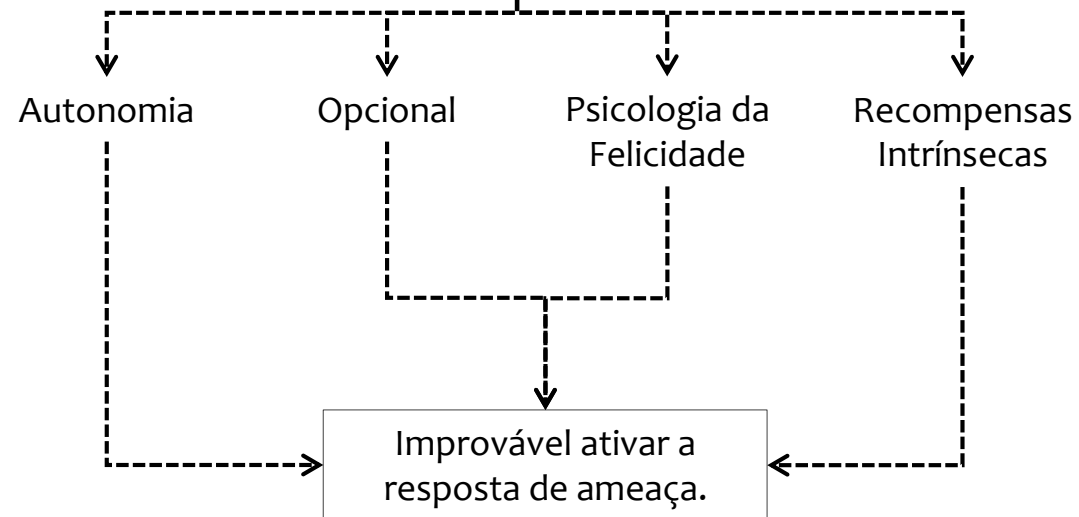 Autonomia
Opcional
Psicologia da
Felicidade
Recompensas
Intrínsecas
Improvável ativar a
resposta de ameaça.